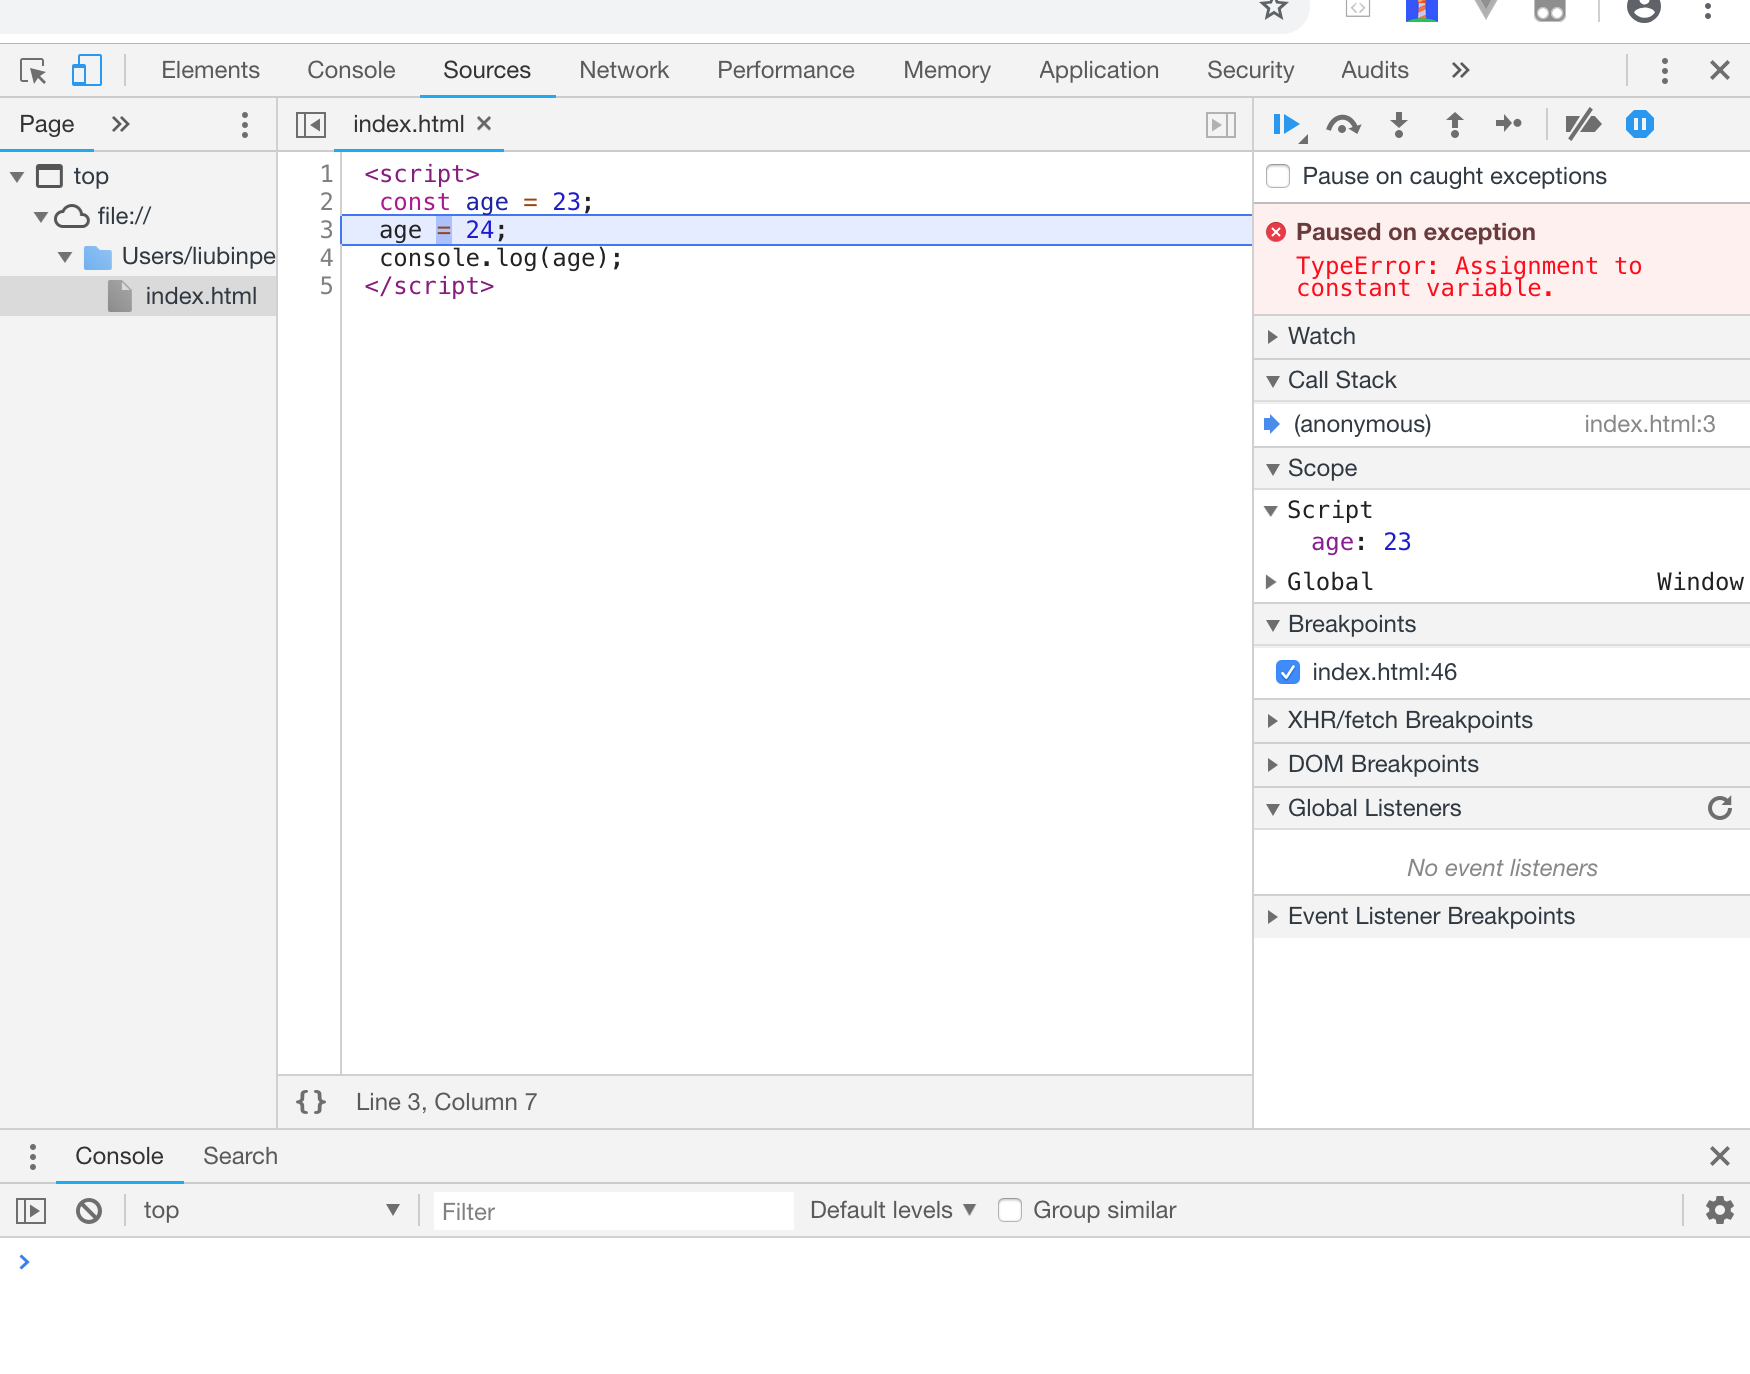 Elements Console Sources Network Performance Memory Application Security Audits »
Page » index.html ×
top
file://
Users/liubinpe
index.html
1 <script>
2 const age = 23;
3 age = 24;
4 console.log(age);
5 </script>
{} Line 3, Column 7
Pause on caught exceptions
Paused on exception
TypeError: Assignment to
constant variable.
Watch
Call Stack
(anonymous) index.html:3
Scope
Script
age: 23
Global Window
Breakpoints
index.html:46
XHR/fetch Breakpoints
DOM Breakpoints
Global Listeners
No event listeners
Event Listener Breakpoints
Console Search
top Filter Default levels Group similar
>